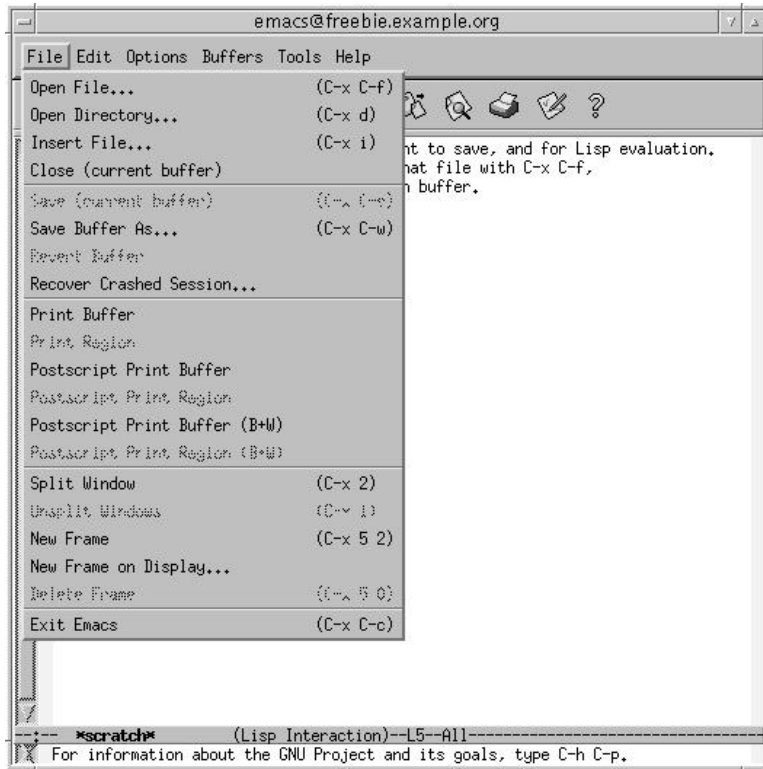 emacs@freebie.example.org
File Edit Options Buffers Tools Help
Open File... (C-x C-f)
Open Directory... (C-x d)
Insert File... (C-x i)
Close (current buffer)
Save (current buffer) (C-x C-s)
Save Buffer As... (C-x C-w)
Revert Buffer
Recover Crashed Session...
Print Buffer
Print Region
Postscript Print Buffer
Postscript Print Region
Postscript Print Buffer (B+W)
Postscript Print Region (B+W)
Split Window (C-x 2)
Unsplit Windows (C-x 1)
New Frame (C-x 5 2)
New Frame on Display...
Delete Frame (C-x 5 0)
Exit Emacs (C-x C-c)
nt to save, and for Lisp evaluation.
hat file with C-x C-f,
n buffer.
--:-- *scratch* (Lisp Interaction)--L5--All----------------------------------
For information about the GNU Project and its goals, type C-h C-p.